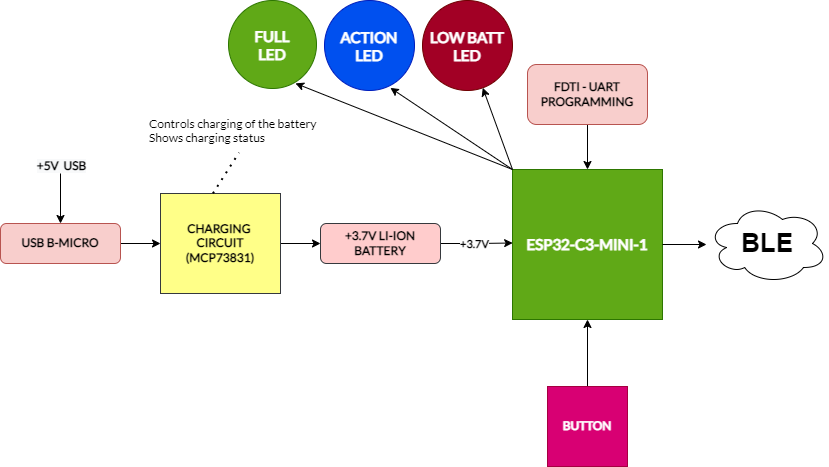 FULL
LED
ACTION
LED
LOW BATT
LED
FDTI - UART
PROGRAMMING
Controls charging of the battery
Shows charging status
+5V USB
USB B-MICRO
CHARGING
CIRCUIT
(MCP73831)
+3.7V LI-ION
BATTERY
+3.7V
ESP32-C3-MINI-1
BLE
BUTTON